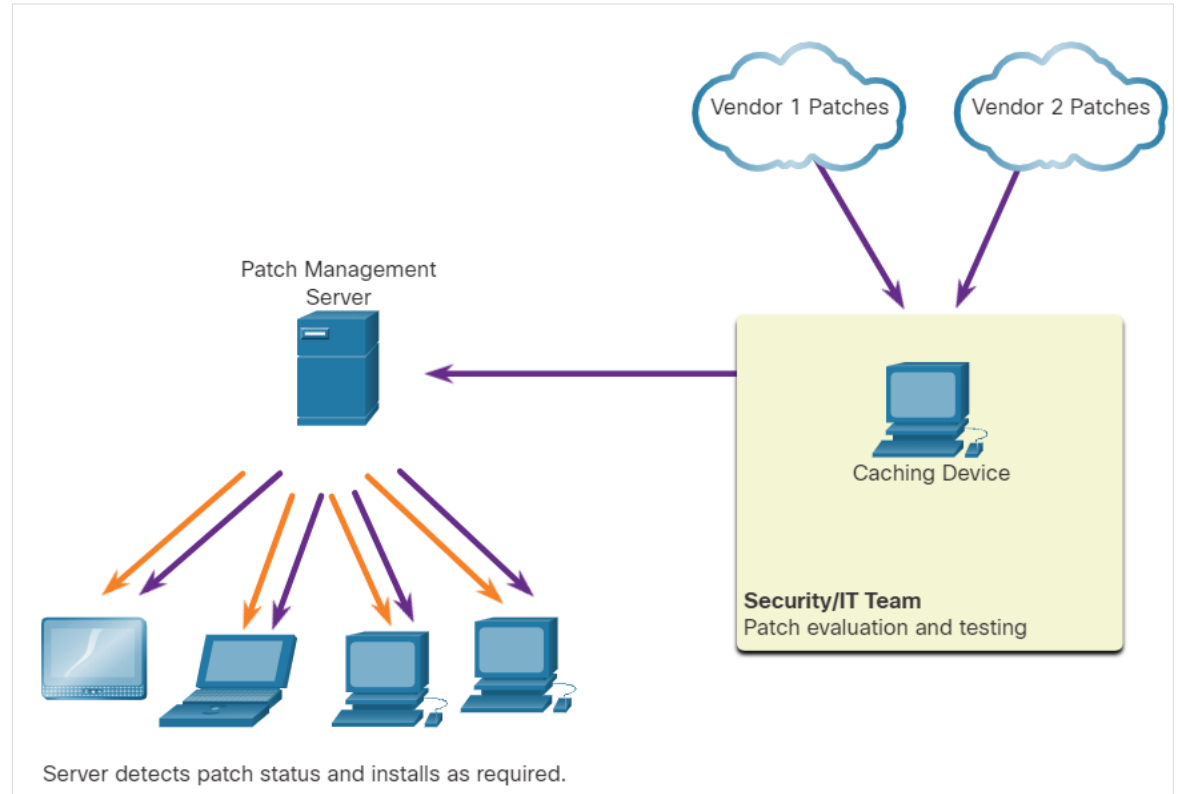 Vendor 1 Patches
Vendor 2 Patches
Patch Management
Server
Caching Device
Security/IT Team
Patch evaluation and testing
Server detects patch status and installs as required.